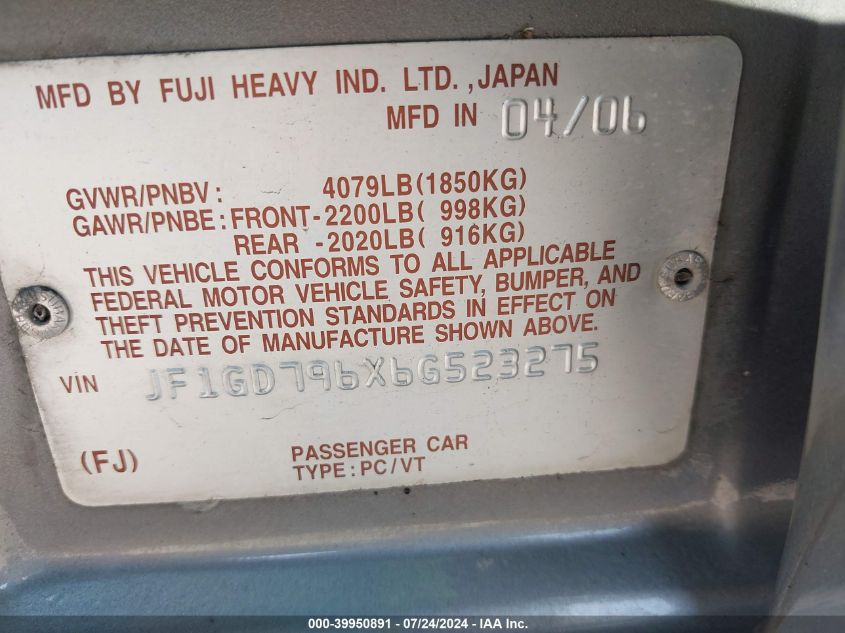 MFD BY FUJI HEAVY IND. LTD., JAPAN
MFD IN 04/06
GVWR/PNBV: 4079LB(1850KG)
GAWR/PNBE: FRONT-2200LB( 998KG)
REAR -2020LB( 916KG)
THIS VEHICLE CONFORMS TO ALL APPLICABLE
FEDERAL MOTOR VEHICLE SAFETY, BUMPER, AND
THEFT PREVENTION STANDARDS IN EFFECT ON
THE DATE OF MANUFACTURE SHOWN ABOVE.
VIN JF1GD796X6G523275
(FJ)
PASSENGER CAR
TYPE:PC/VT
000-39950891 / 07/24/2024 - IAA Inc.